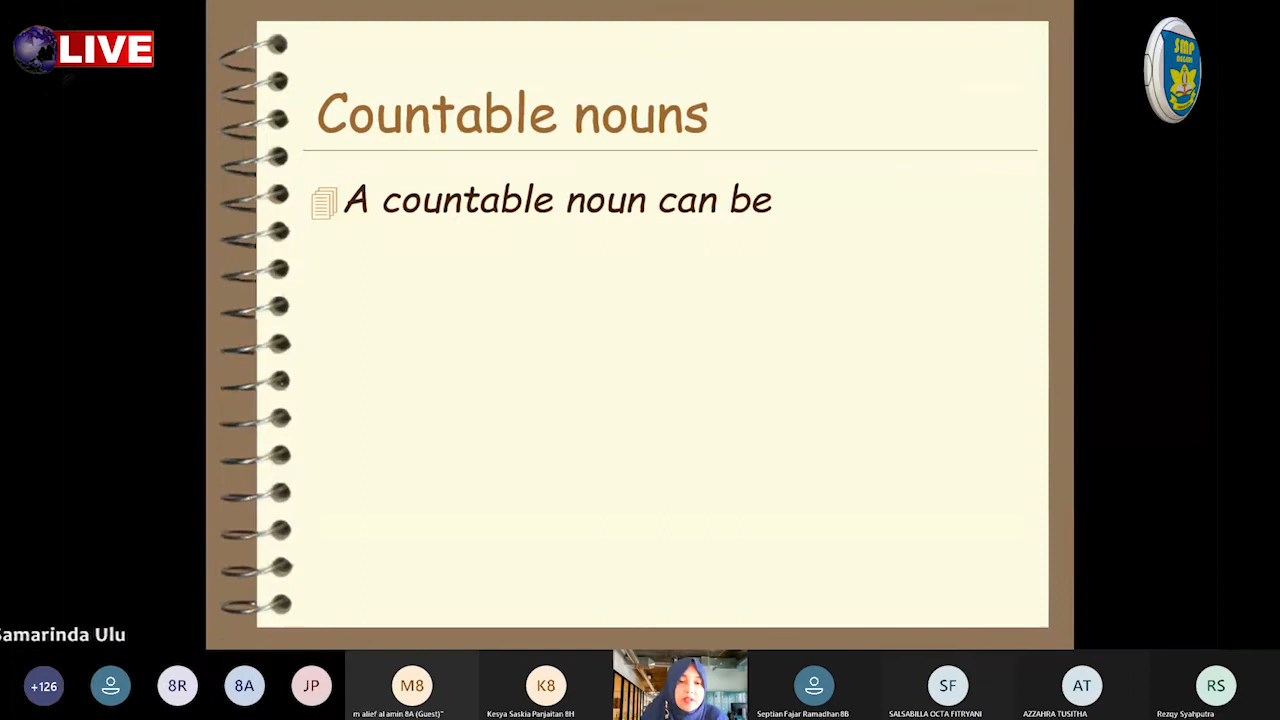 LIVE
SMP
NEGERI
Countable nouns
A countable noun can be
Samarinda Ulu
+126
8R
8A
JP
M8
K8
SF
AT
RS
m alief al amin 8A (Guest)"
Kesya Saskia Panjaitan 8H
Septian Fajar Ramadhan 8B
SALSABILLA OCTA FITRYANI
AZZAHRA TUSITHA
Rezqy Syahputra